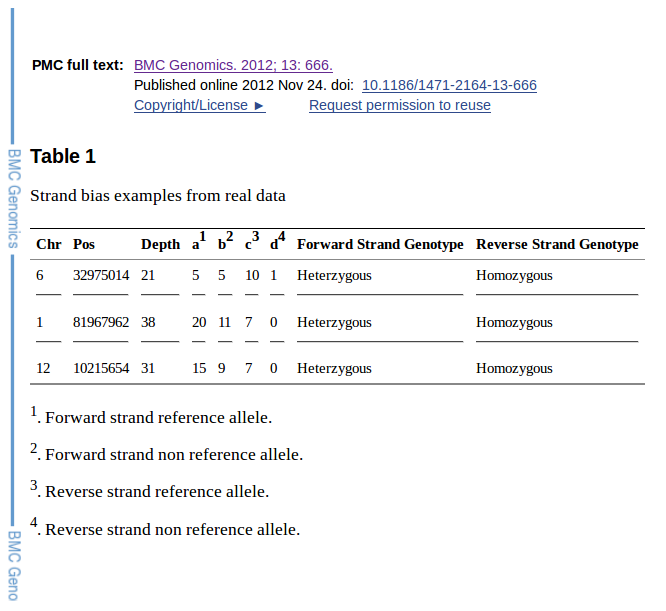 PMC full text: BMC Genomics. 2012; 13: 666.
Published online 2012 Nov 24. doi: 10.1186/1471-2164-13-666
Copyright/License ► Request permission to reuse
BMC Genomics
Table 1
Strand bias examples from real data
Chr Pos Depth a1 b2 c3 d4 Forward Strand Genotype Reverse Strand Genotype
6 32975014 21 5 5 10 1 Heterzygous Homozygous
1 81967962 38 20 11 7 0 Heterzygous Homozygous
12 10215654 31 15 9 7 0 Heterzygous Homozygous
1. Forward strand reference allele.
2. Forward strand non reference allele.
3. Reverse strand reference allele.
4. Reverse strand non reference allele.
BMC Geno